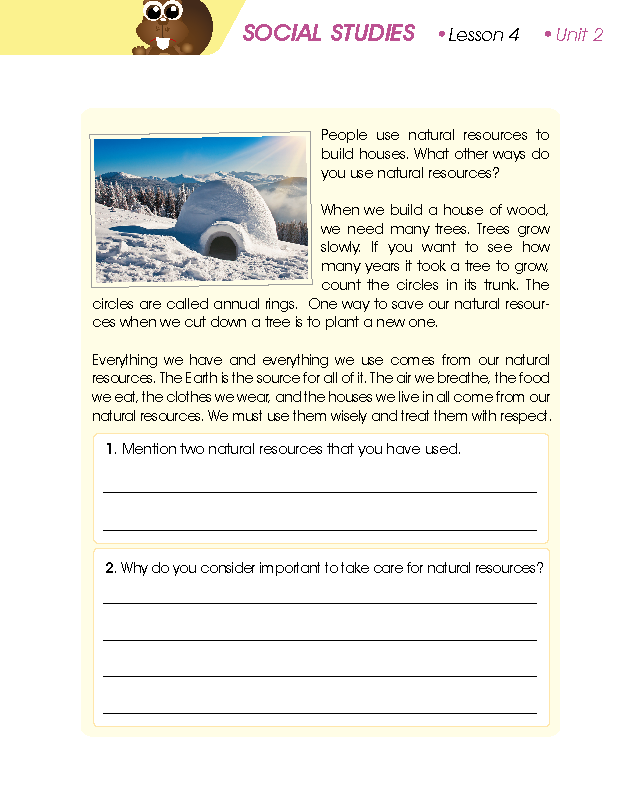 SOCIAL STUDIES • Lesson 4 • Unit 2
People use natural resources to
build houses. What other ways do
you use natural resources?
When we build a house of wood,
we need many trees. Trees grow
slowly. If you want to see how
many years it took a tree to grow,
count the circles in its trunk. The
circles are called annual rings. One way to save our natural resour-
ces when we cut down a tree is to plant a new one.
Everything we have and everything we use comes from our natural
resources. The Earth is the source for all of it. The air we breathe, the food
we eat, the clothes we wear, and the houses we live in all come from our
natural resources. We must use them wisely and treat them with respect.
1. Mention two natural resources that you have used.
2. Why do you consider important to take care for natural resources?